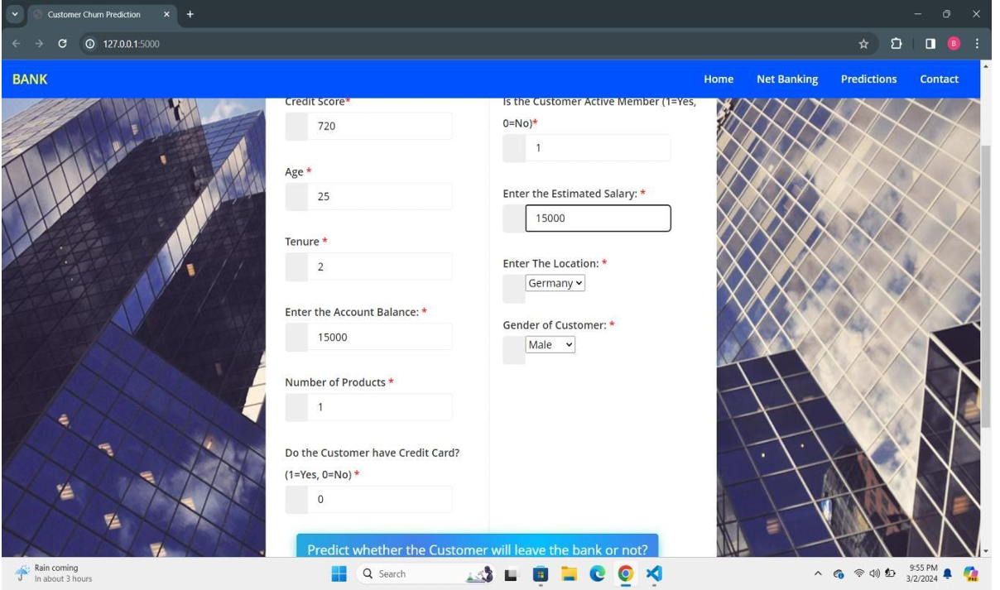 Customer Churn Prediction
127.0.0.1:5000
B
BANK
Home Net Banking Predictions Contact
Credit Score*
720
Age *
25
Tenure *
2
Enter the Account Balance: *
15000
Number of Products *
1
Do the Customer have Credit Card?
(1=Yes, 0=No) *
0
Is the Customer Active Member (1=Yes,
0=No)*
1
Enter the Estimated Salary: *
15000
Enter The Location: *
Germany
Gender of Customer: *
Male
Predict whether the Customer will leave the bank or not?
Rain coming
In about 3 hours
Search
9:55 PM
3/2/2024
PRE